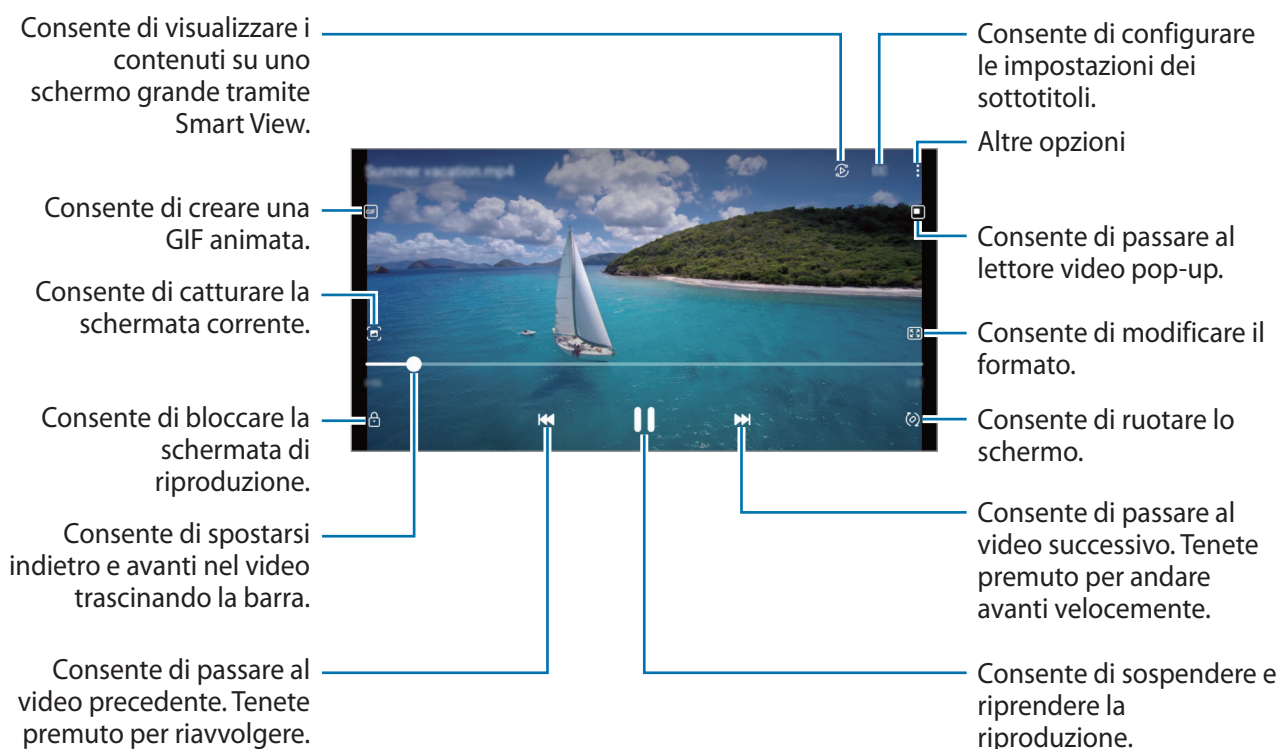 Consente di visualizzare i
contenuti su uno
schermo grande tramite
Smart View.
Consente di creare una
GIF animata.
Consente di catturare la
schermata corrente.
Consente di bloccare la
schermata di
riproduzione.
Consente di spostarsi
indietro e avanti nel video
trascinando la barra.
Consente di passare al
video precedente. Tenete
premuto per riavvolgere.
Summer vacation.mp4
GIF
Consente di configurare
le impostazioni dei
sottotitoli.
Altre opzioni
Consente di passare al
lettore video pop-up.
Consente di modificare il
formato.
Consente di ruotare lo
schermo.
Consente di passare al
video successivo. Tenete
premuto per andare
avanti velocemente.
Consente di sospendere e
riprendere la
riproduzione.